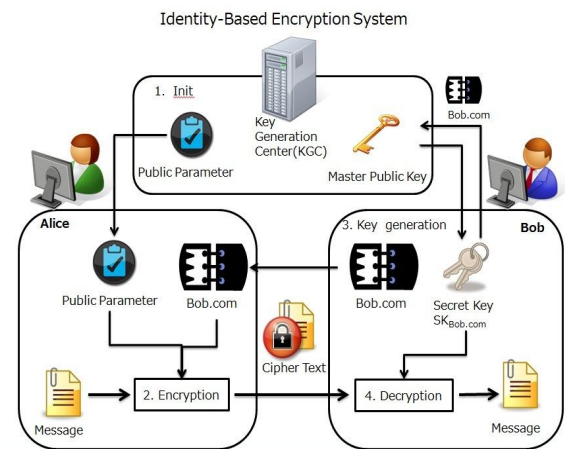 Identity-Based Encryption System
1. Init
Key
Generation
Center(KGC)
Public Parameter
Master Public Key
Bob.com
Alice
Public Parameter
Bob.com
3. Key generation
Bob
Bob.com
Secret Key
SKBob.com
Cipher Text
Message
2. Encryption
4. Decryption
Message